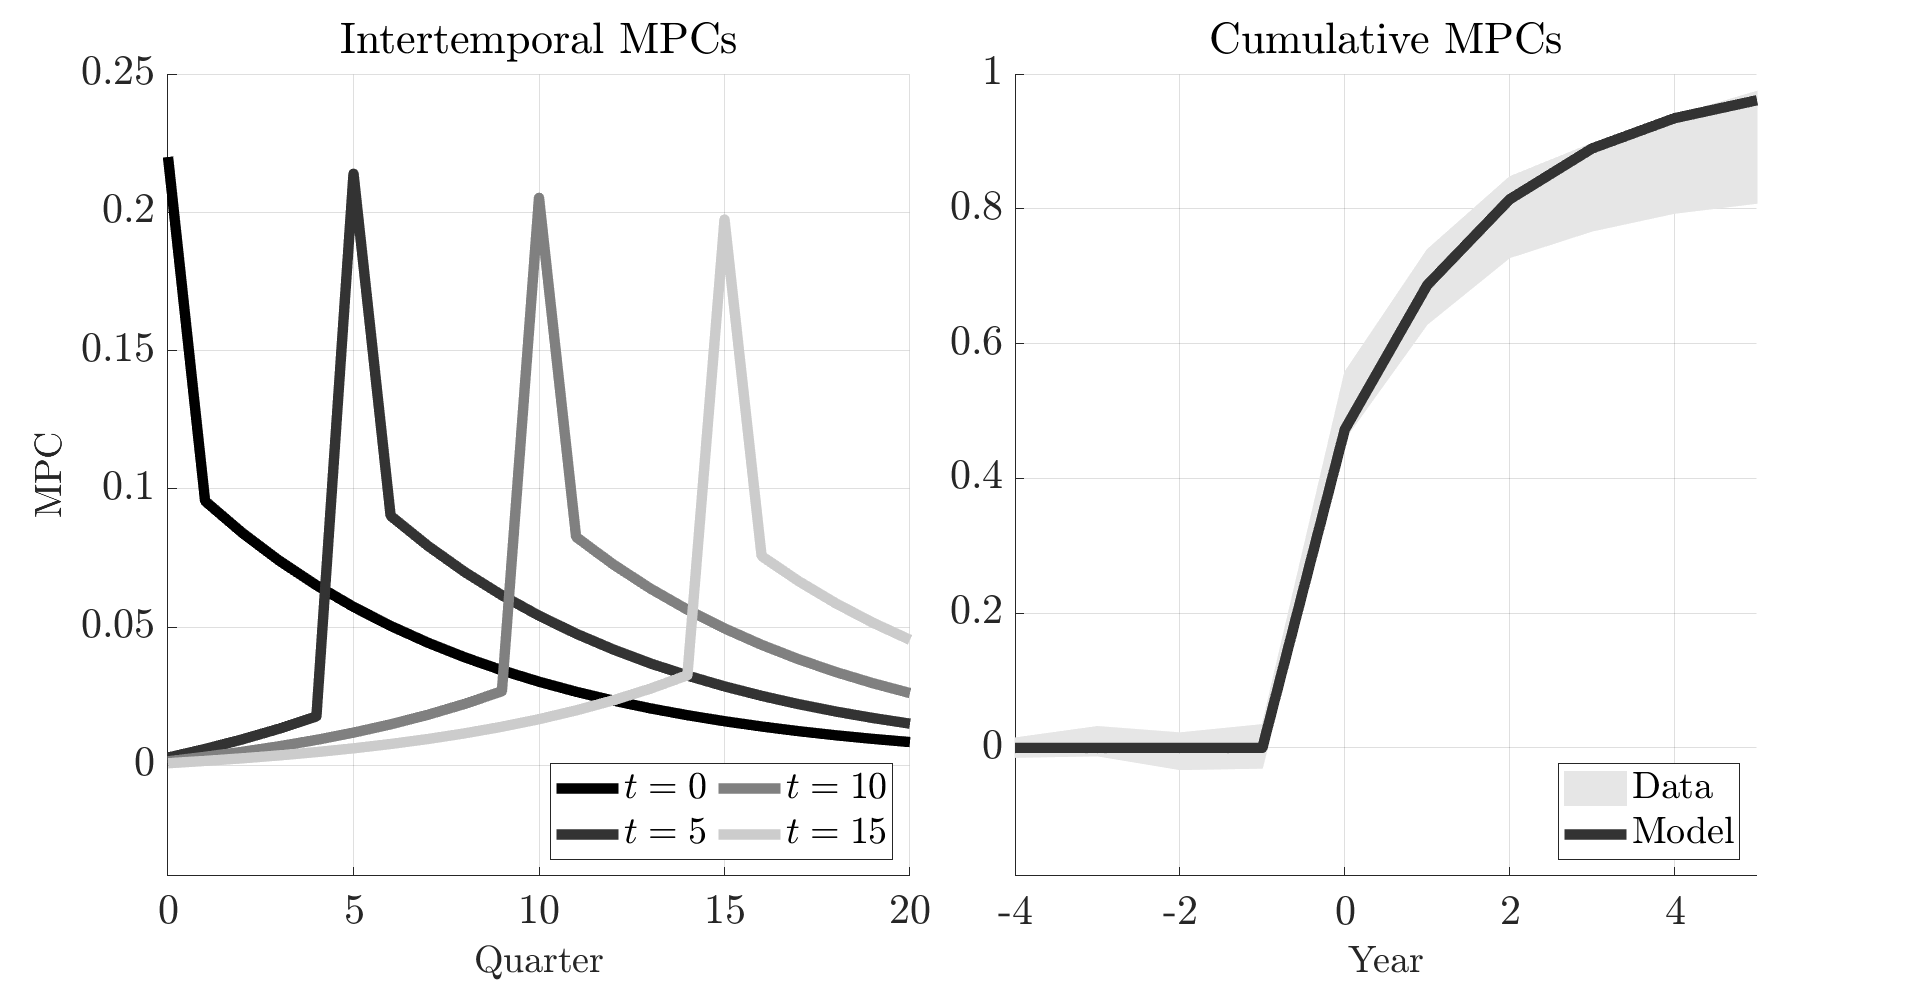 Intertemporal MPCs
0.25
0.2
0.15
0.1
0.05
0
MPC
0 5 10 15 20
Quarter
t = 0 t = 10
t = 5 t = 15
Cumulative MPCs
1
0.8
0.6
0.4
0.2
0
-4 -2 0 2 4
Year
Data
Model